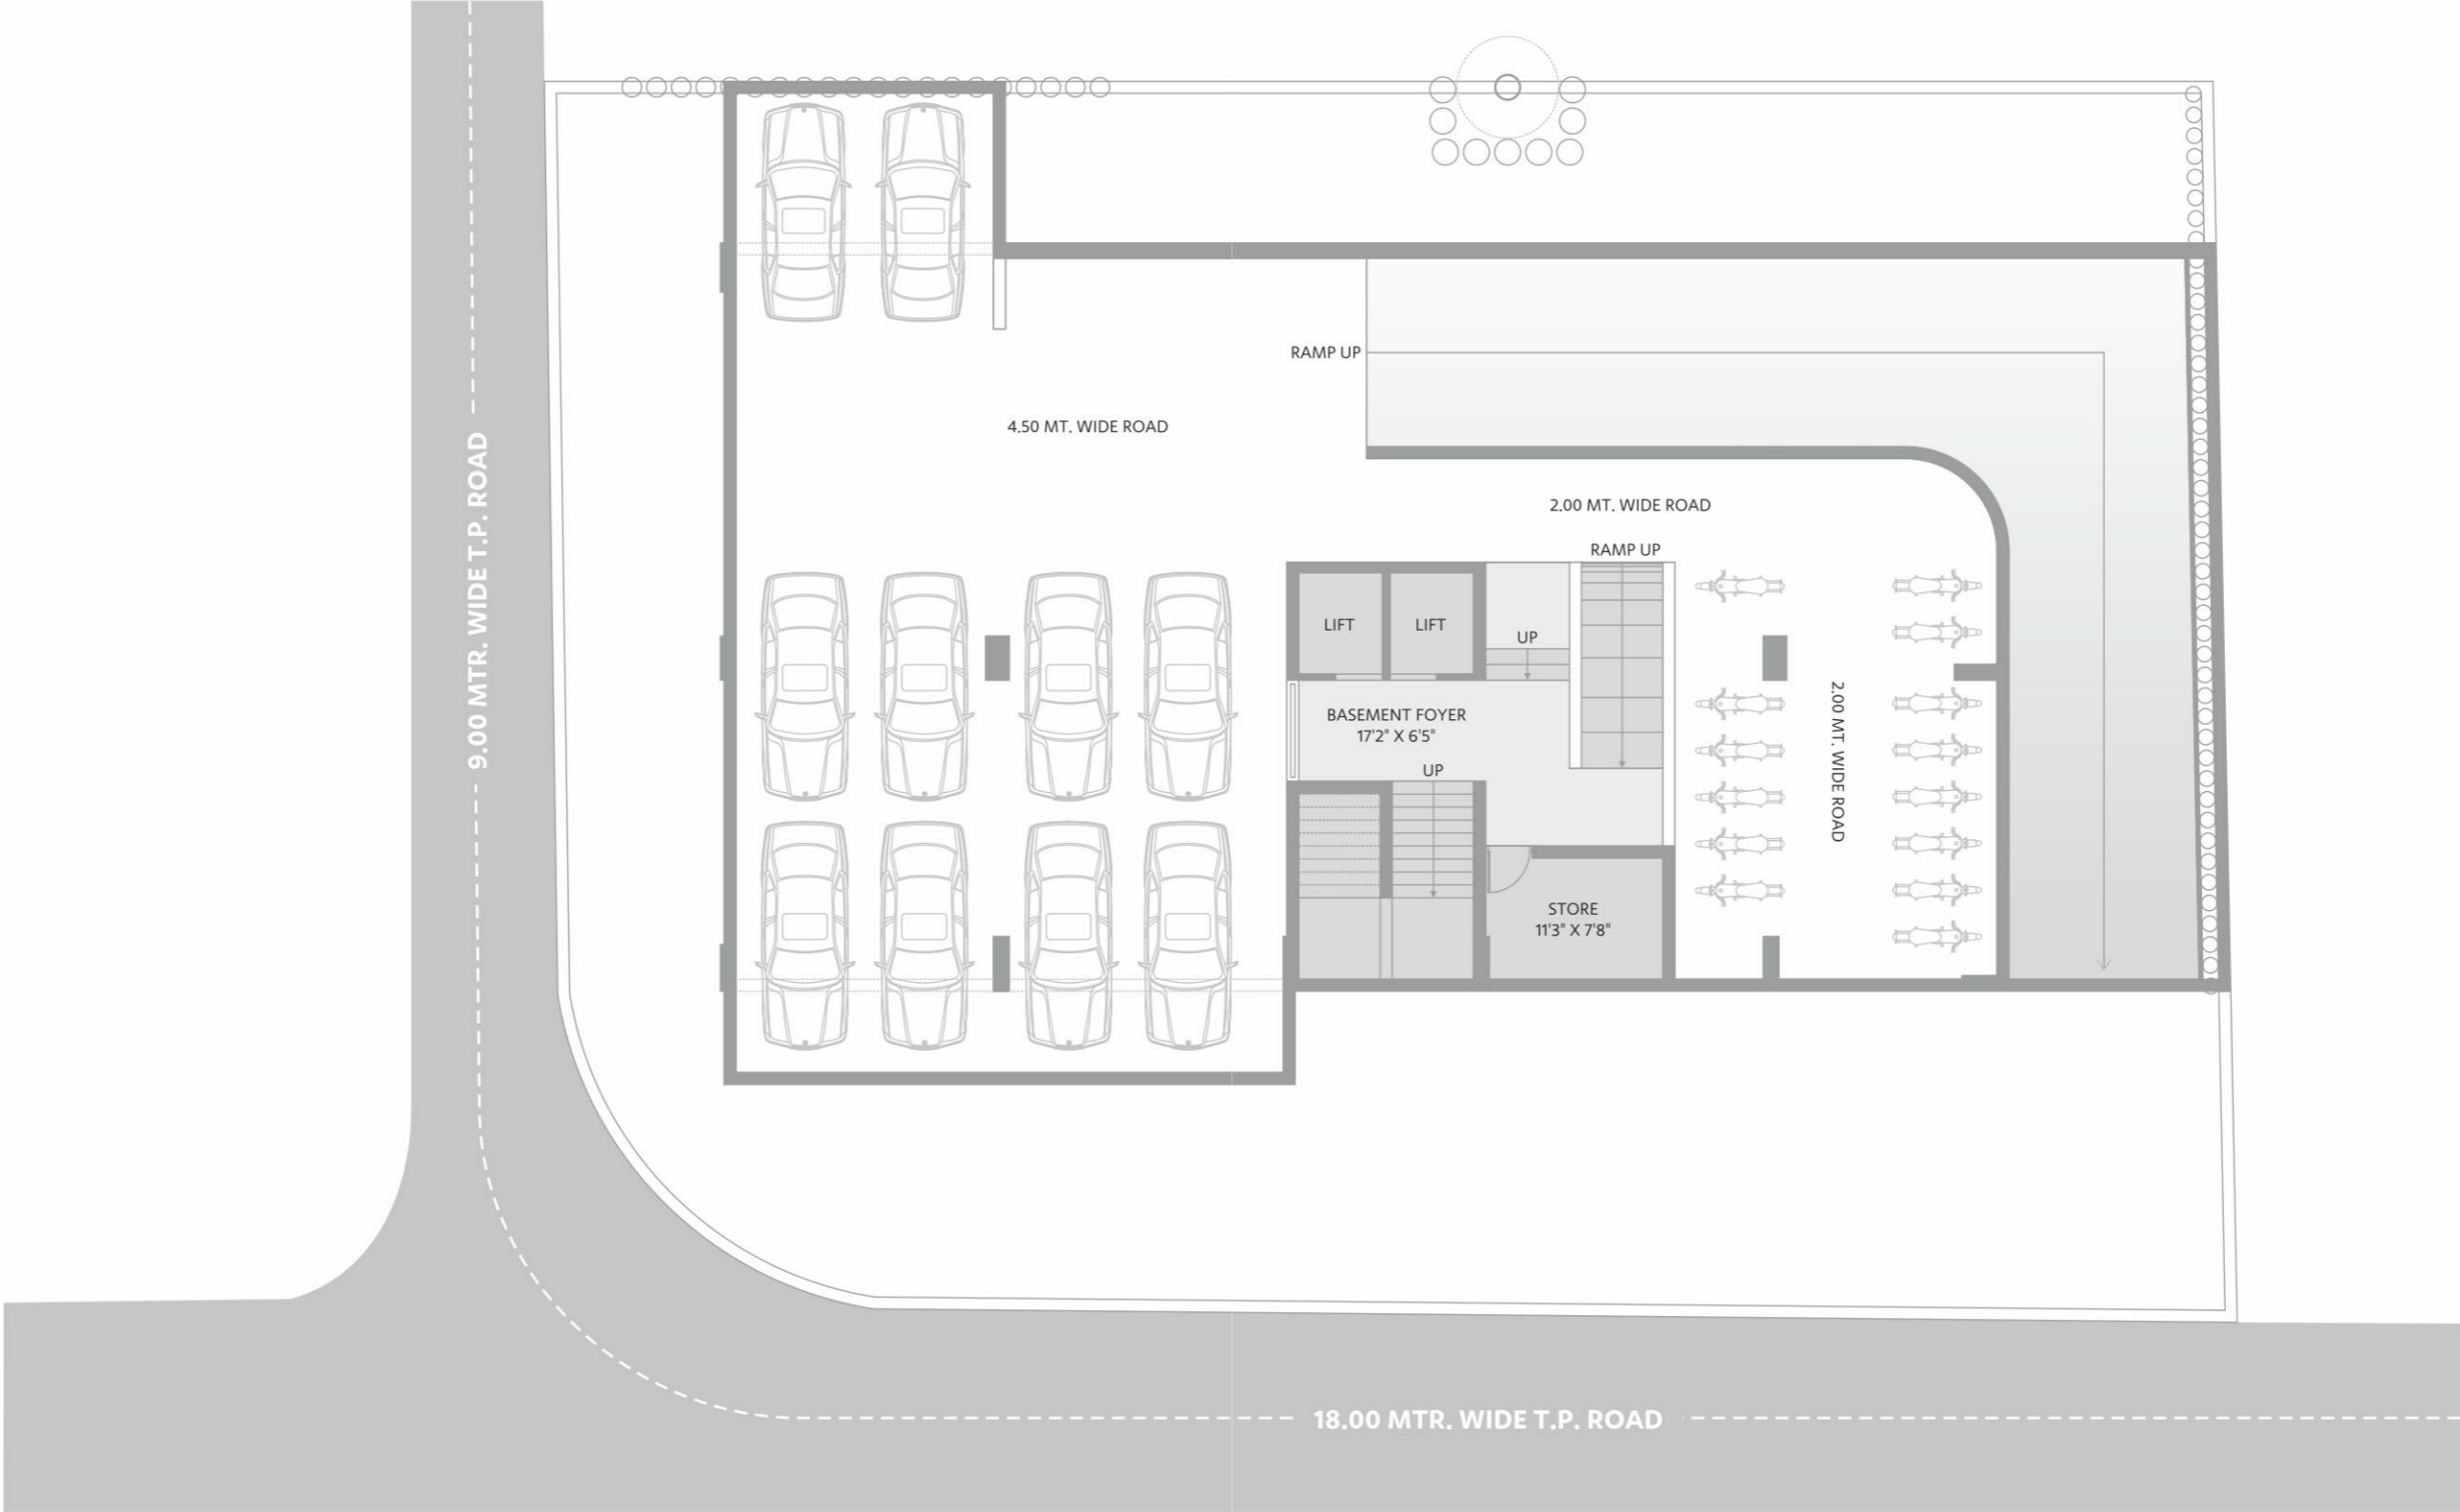 RAMP UP
4.50 MT. WIDE ROAD
2.00 MT. WIDE ROAD
RAMP UP
LIFT
LIFT
UP
9.00 MTR. WIDE T.P. ROAD
BASEMENT FOYER
17'2" X 6'5"
2.00 MT. WIDE ROAD
UP
STORE
11'3" X 7'8"
18.00 MTR. WIDE T.P. ROAD